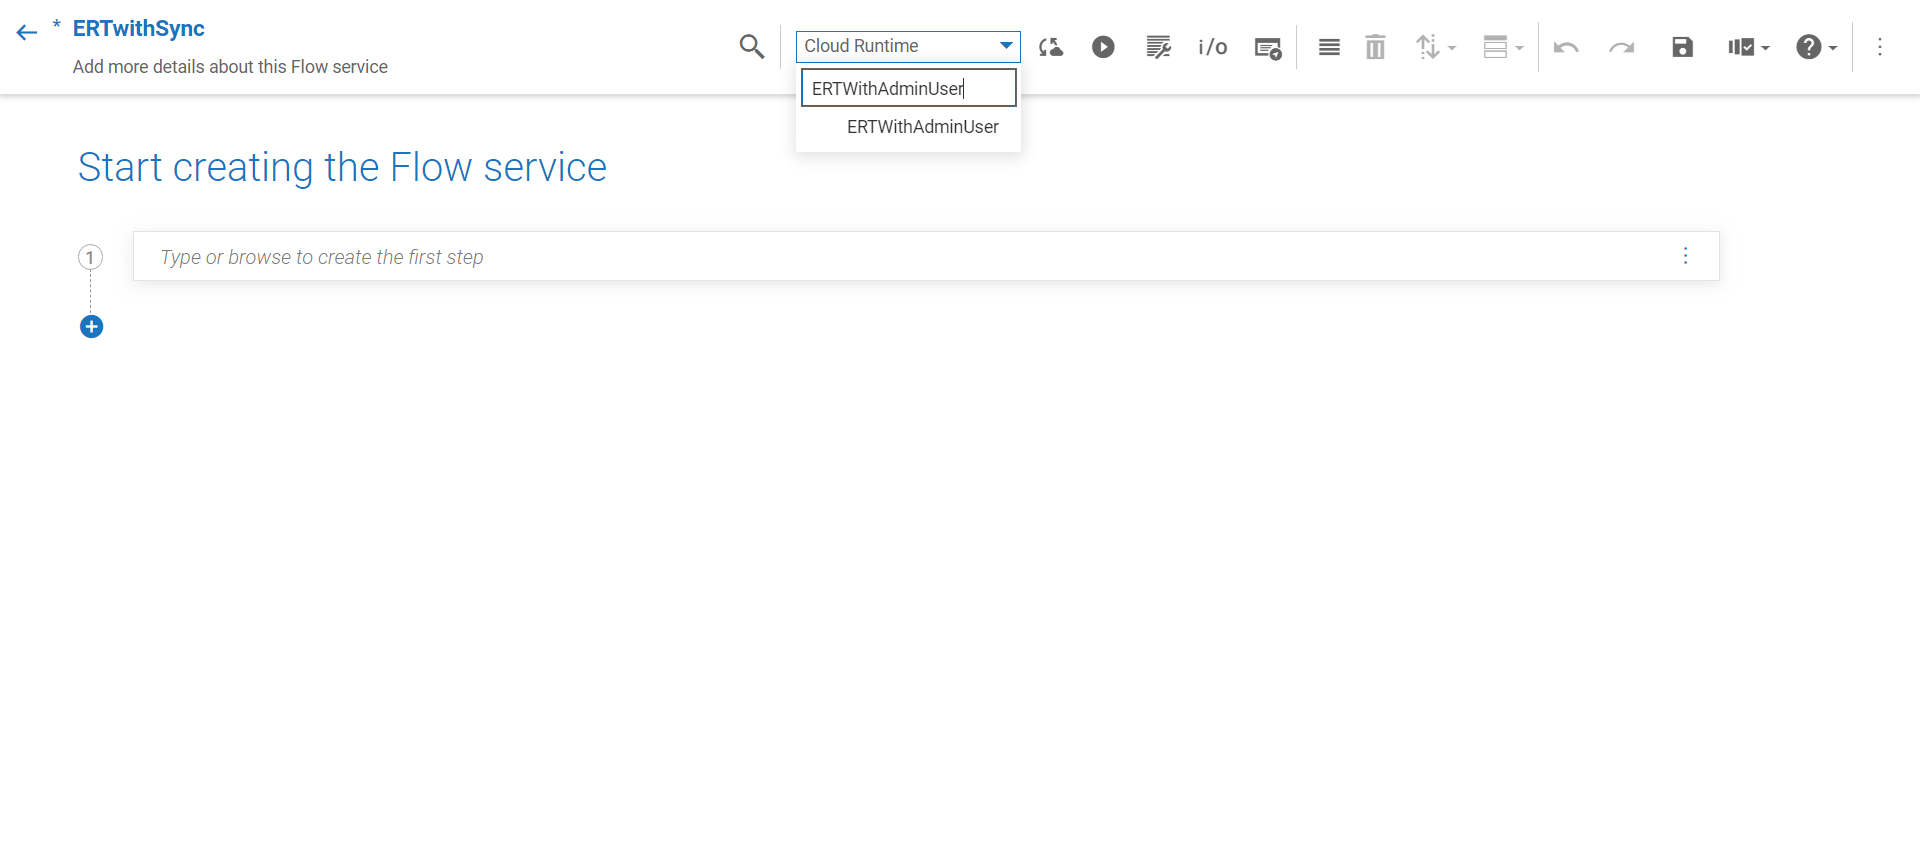 * ERTwithSync
Add more details about this Flow service
Cloud Runtime
i/o
ERTWithAdminUser
ERTWithAdminUser
Start creating the Flow service
1
Type or browse to create the first step